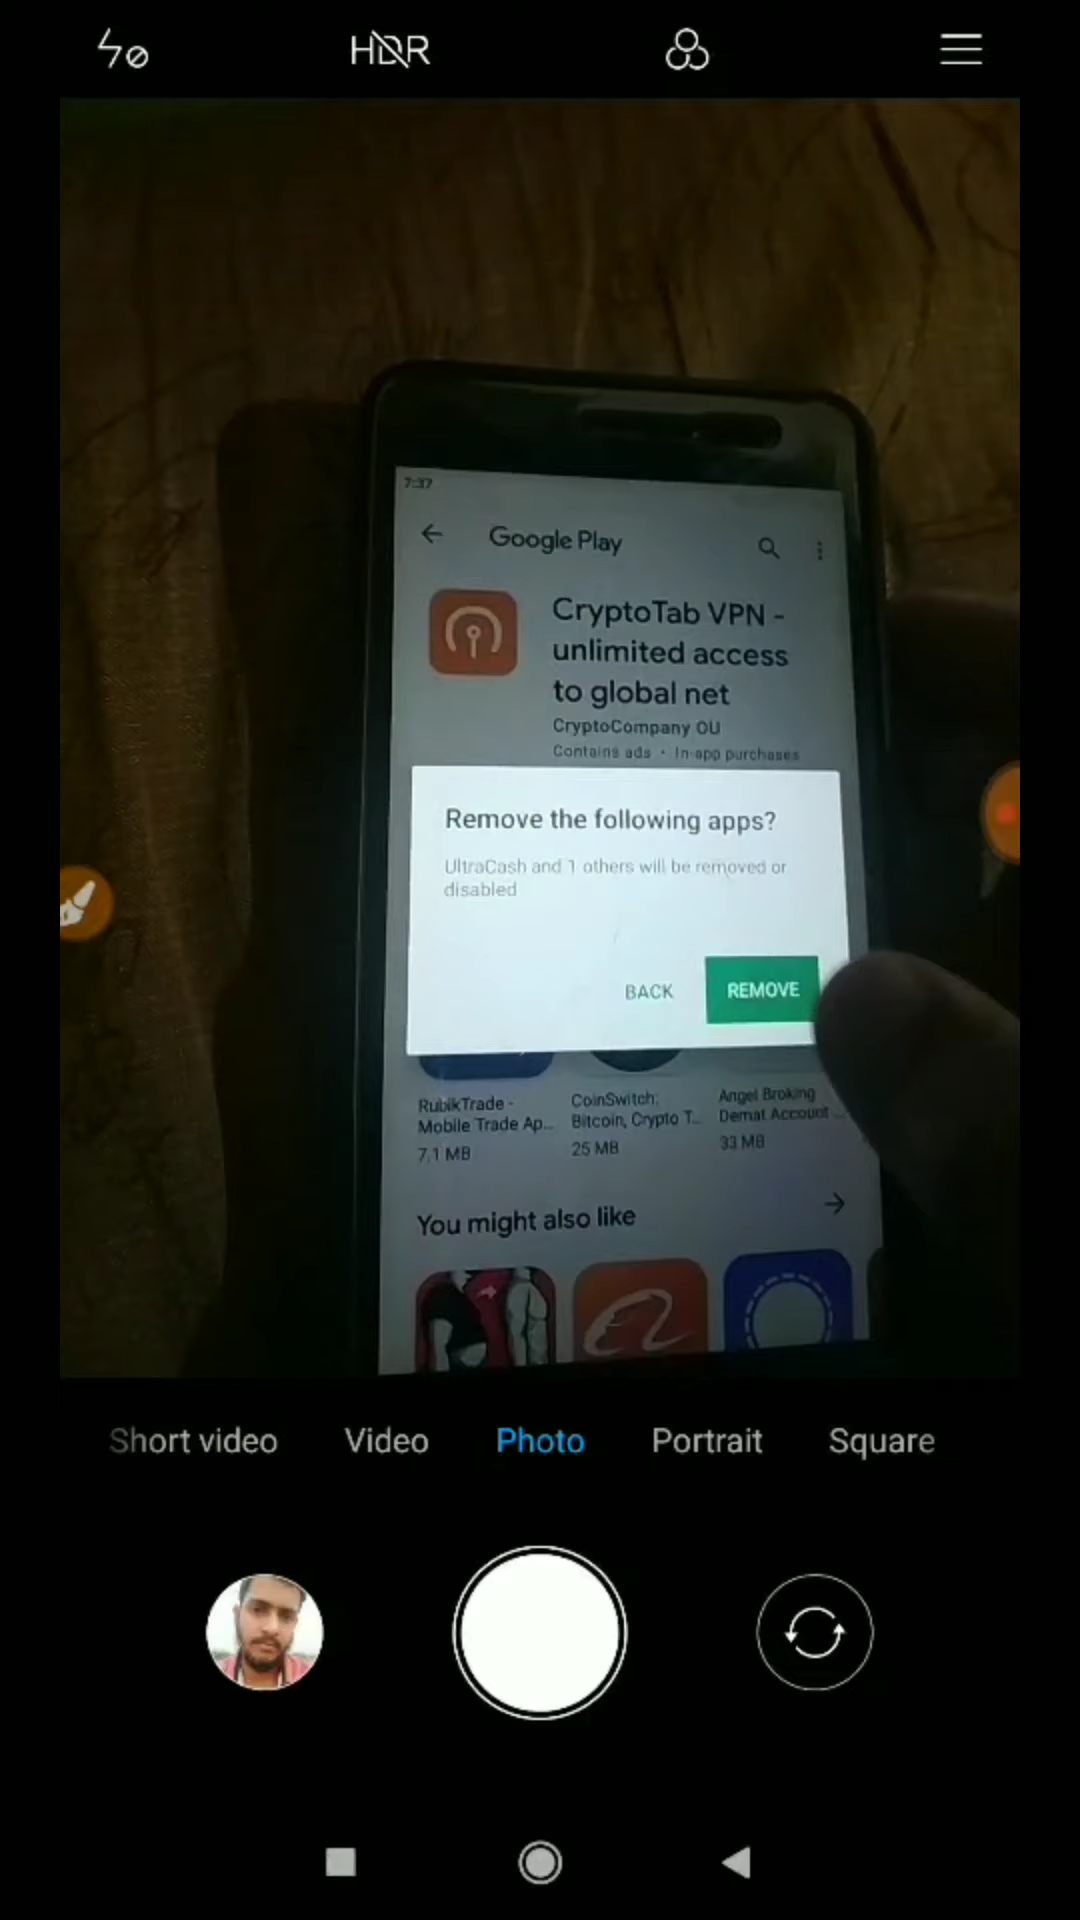 HDR
7:37
Google Play
CryptoTab VPN -
unlimited access
to global net
CryptoCompany OU
Contains ads • In-app purchases
Remove the following apps?
UltraCash and 1 others will be removed or
disabled
BACK
REMOVE
RubikTrade -
Mobile Trade Ap...
7.1 MB
CoinSwitch:
Bitcoin, Crypto T...
25 MB
Angel Broking
Demat Account ...
33 MB
You might also like
Short video
Video
Photo
Portrait
Square